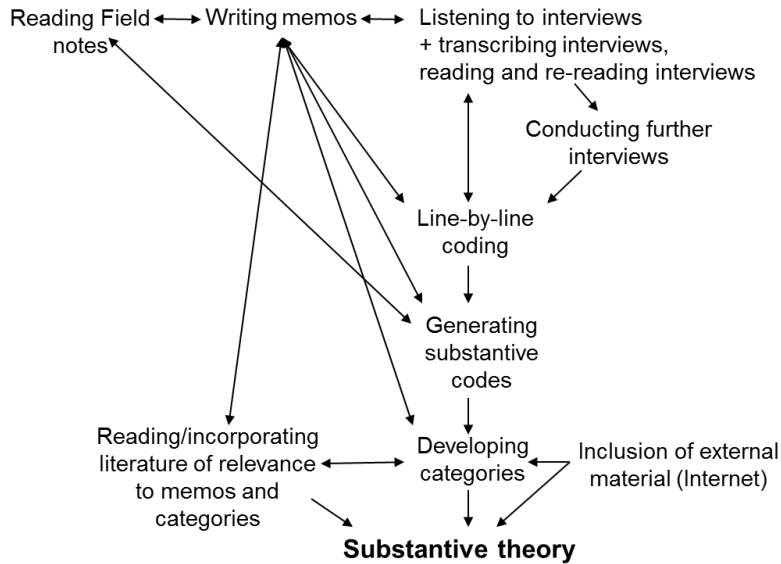 Reading Field
notes
Writing memos
Listening to interviews
+ transcribing interviews,
reading and re-reading interviews
Conducting further
interviews
Line-by-line
coding
Generating
substantive
codes
Reading/incorporating
literature of relevance
to memos and
categories
Developing
categories
Inclusion of external
material (Internet)
Substantive theory